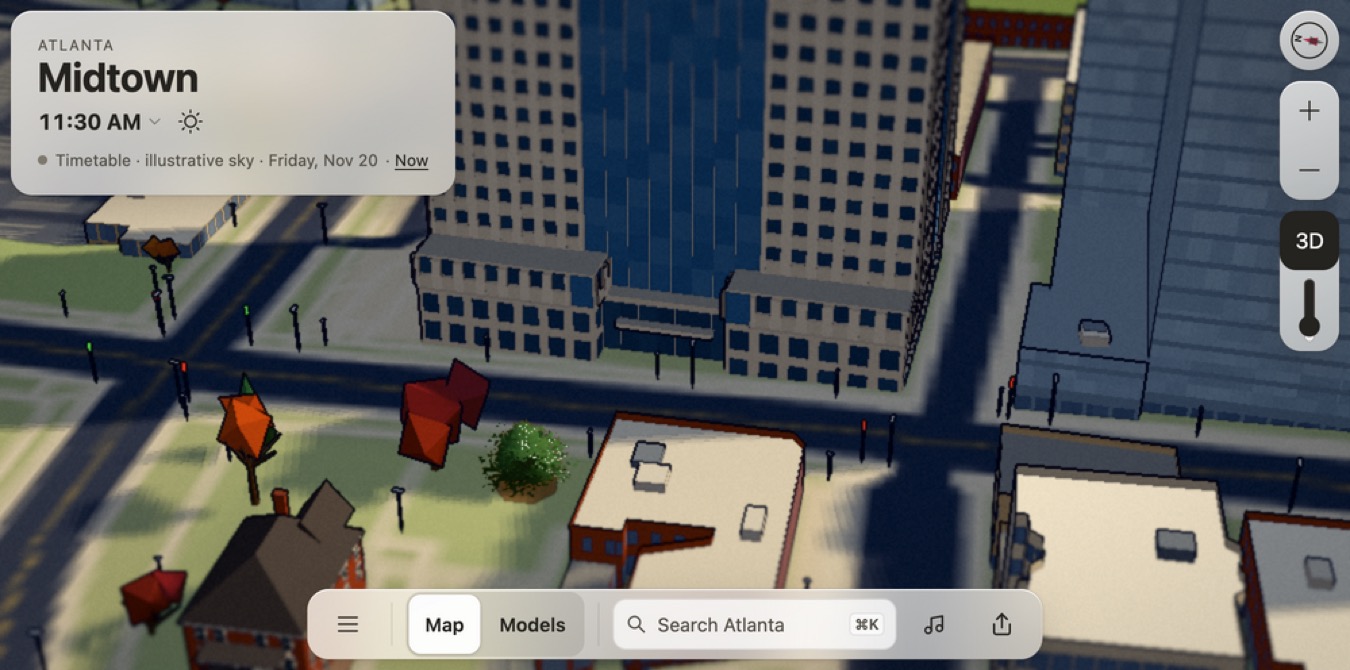 ATLANTA
Midtown
11:30 AM
Timetable · illustrative sky · Friday, Nov 20 · Now
N
+
−
3D
Map Models Search Atlanta ⌘K